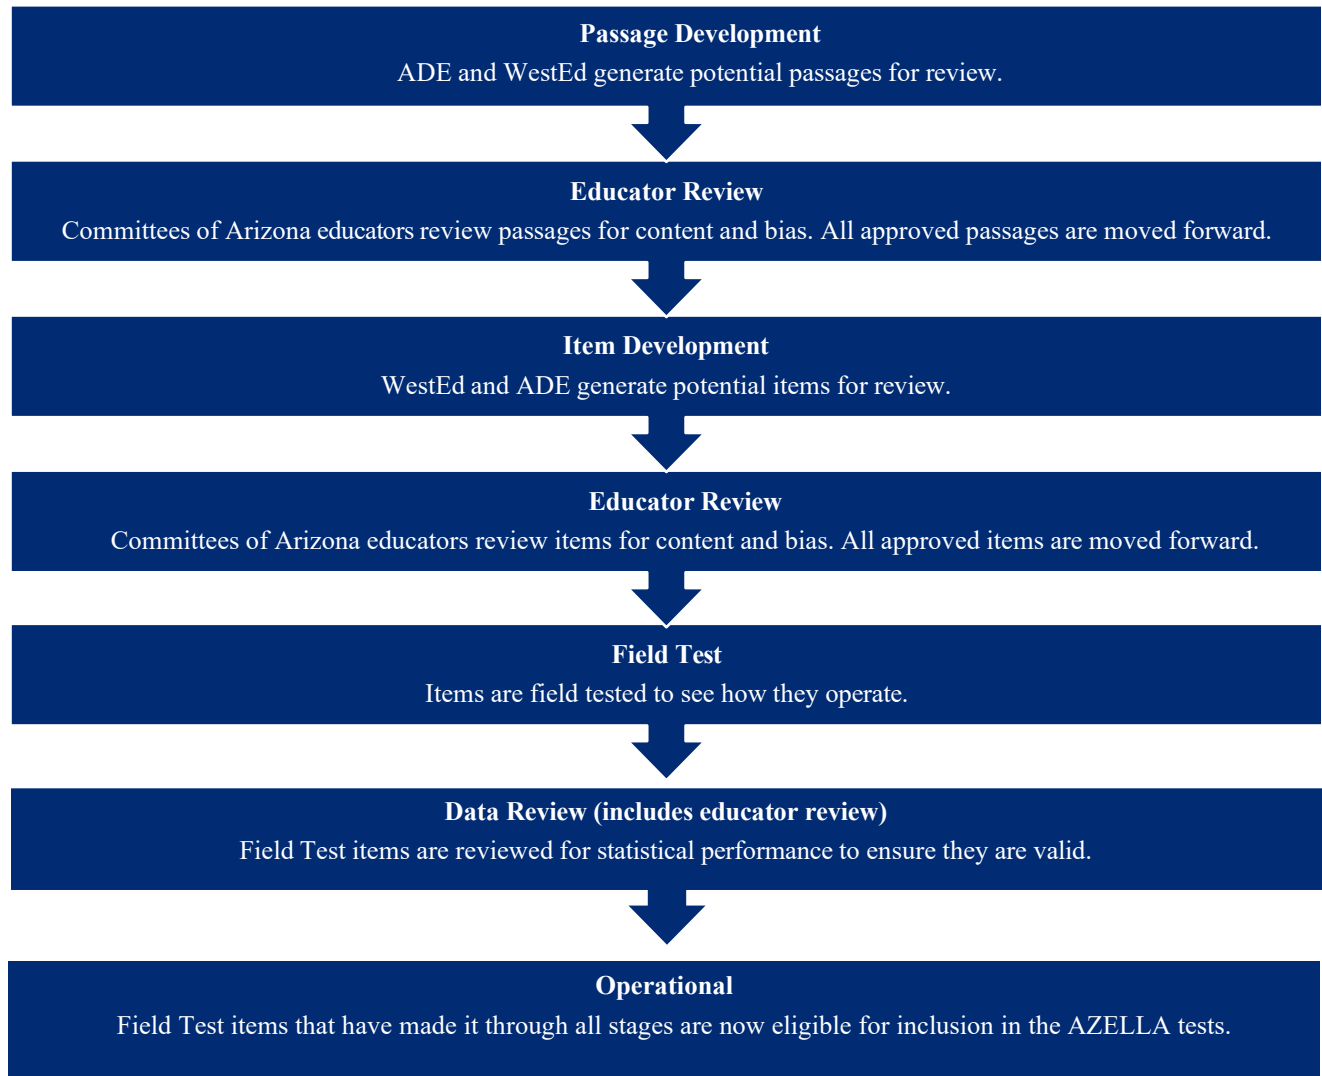 Passage Development
ADE and WestEd generate potential passages for review.
Educator Review
Committees of Arizona educators review passages for content and bias. All approved passages are moved forward.
Item Development
WestEd and ADE generate potential items for review.
Educator Review
Committees of Arizona educators review items for content and bias. All approved items are moved forward.
Field Test
Items are field tested to see how they operate.
Data Review (includes educator review)
Field Test items are reviewed for statistical performance to ensure they are valid.
Operational
Field Test items that have made it through all stages are now eligible for inclusion in the AZELLA tests.